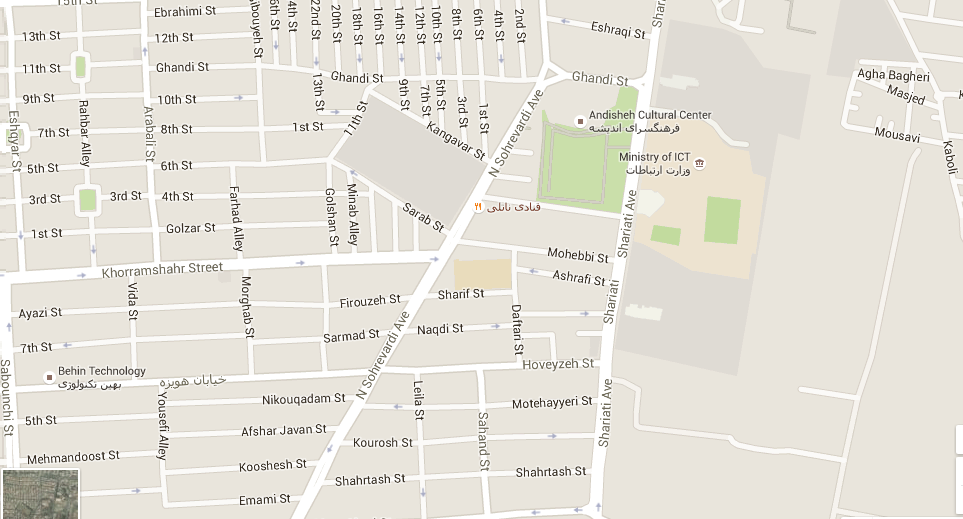 15th St
Ebrahimi St
13th St
12th St
11th St
Ghandi St
9th St
10th St
7th St
8th St
1st St
5th St
6th St
3rd St
3rd St
4th St
1st St
Golzar St
Khorramshahr Street
Eshqyar St
Rahbar Alley
Arabali St
Farhad Alley
Golshan St
Minab Alley
4th St
22nd St
20th St
18th St
16th St
14th St
12th St
10th St
8th St
6th St
4th St
2nd St
Ghandi St
13th St
11th St
9th St
7th St
5th St
3rd St
1st St
Kangavar St
Sarab St
N Sohrevardi Ave
Eshraqi St
Ghandi St
Andisheh Cultural Center
فرهنگسرای اندیشه
Ministry of ICT
وزارت ارتباطات
قنادی ناتلی
Shariati Ave
Shariati
Mohebbi St
Ashrafi St
Agha Bagheri
Masjed
Mousavi
Kaboli
Ayazi St
Vida St
Morghab St
Firouzeh St
Sharif St
7th St
Sarmad St
Naqdi St
Daftari St
N Sohrevardi Ave
Hoveyzeh St
Behin Technology
بهین تکنولوژی
خیابان هویزه
Sabounchi St
Nikouqadam St
Motehayyeri St
5th St
Yousefi Alley
Afshar Javan St
Leila St
Sahand St
Kourosh St
Shariati Ave
Mehmandoost St
Kooshesh St
Shahrtash St
Shahrtash St
Emami St